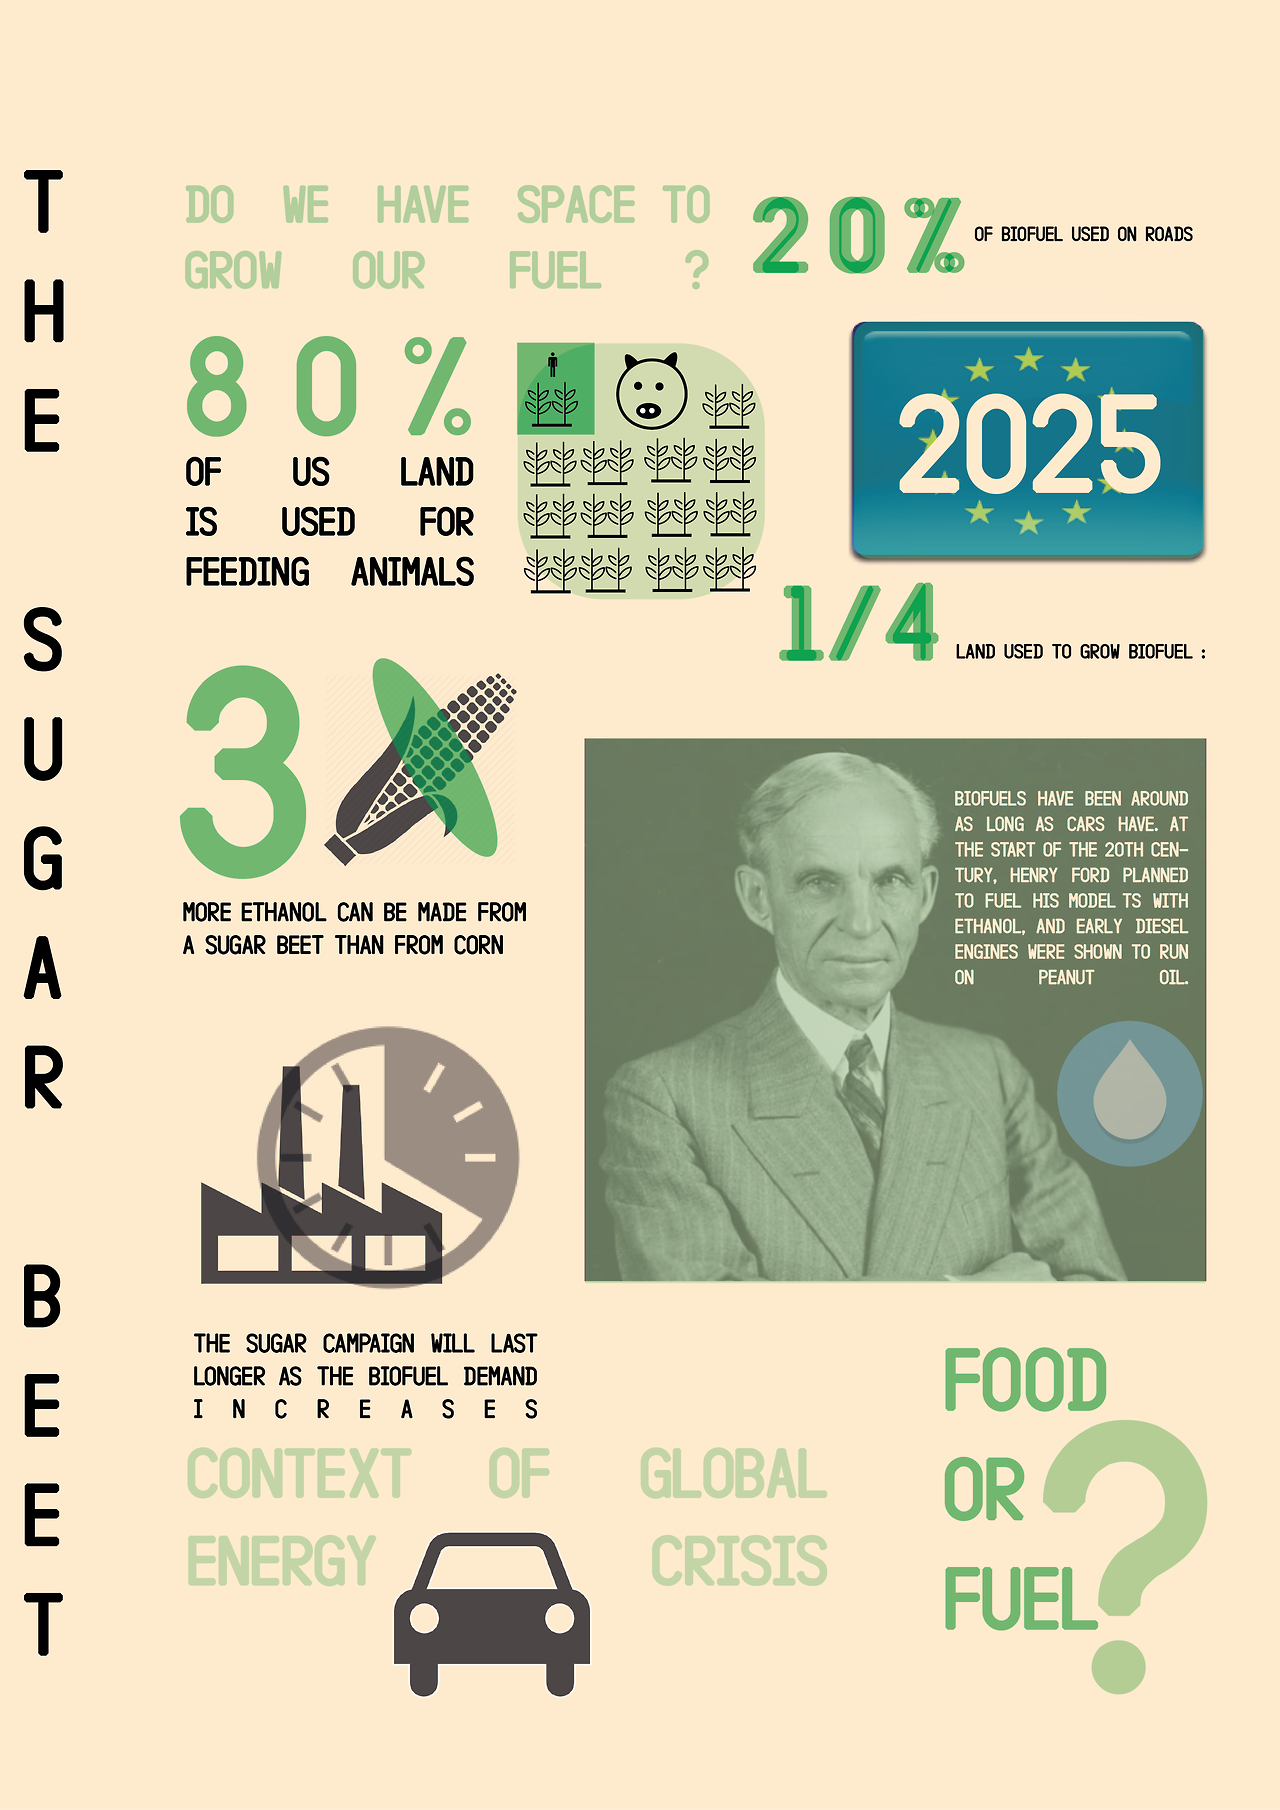 THE SUGAR BEET
DO WE HAVE SPACE TO
GROW OUR FUEL ?
80%
OF US LAND
IS USED FOR
FEEDING ANIMALS
20% OF BIOFUEL USED ON ROADS
2025
1/4 LAND USED TO GROW BIOFUEL :
3
MORE ETHANOL CAN BE MADE FROM
A SUGAR BEET THAN FROM CORN
BIOFUELS HAVE BEEN AROUND
AS LONG AS CARS HAVE. AT
THE START OF THE 20TH CEN-
TURY, HENRY FORD PLANNED
TO FUEL HIS MODEL TS WITH
ETHANOL, AND EARLY DIESEL
ENGINES WERE SHOWN TO RUN
ON PEANUT OIL.
THE SUGAR CAMPAIGN WILL LAST
LONGER AS THE BIOFUEL DEMAND
INCREASES
CONTEXT OF GLOBAL
ENERGY CRISIS
FOOD
OR
FUEL?